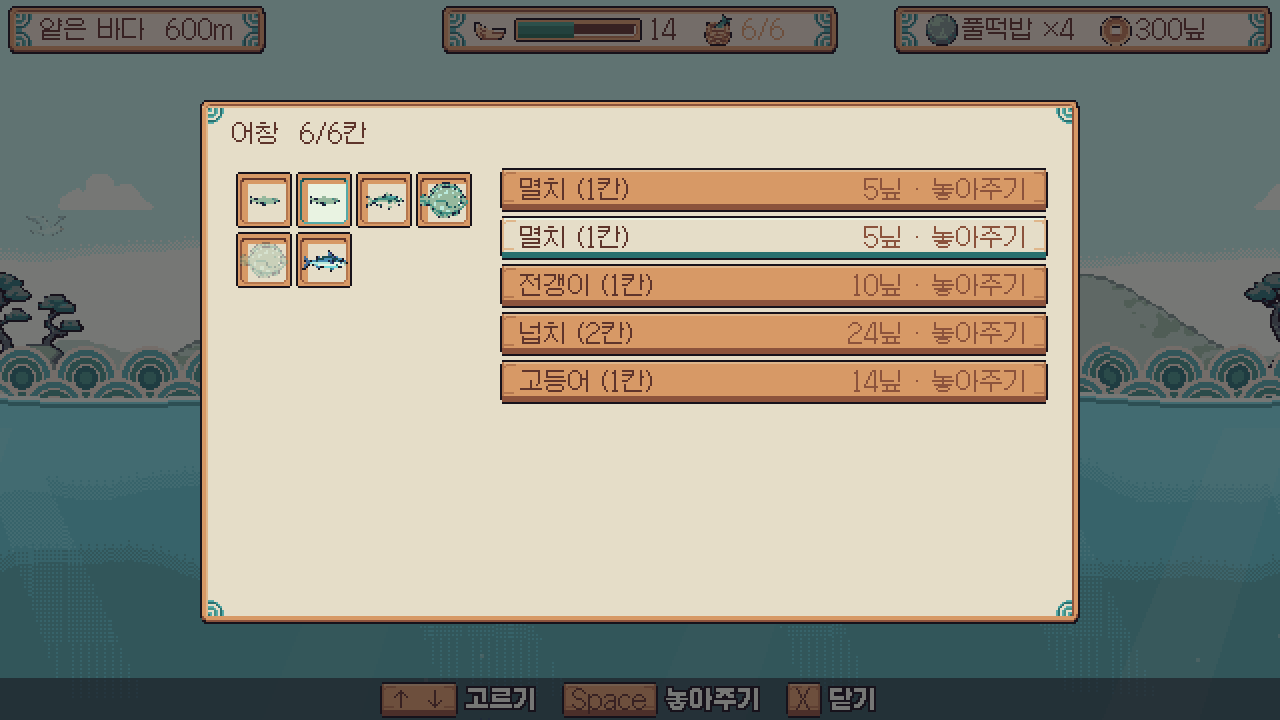 얕은 바다 600m
14 6/6
풀떡밥 ×4 300닢
어창 6/6칸
멸치 (1칸) 5닢 · 놓아주기
멸치 (1칸) 5닢 · 놓아주기
전갱이 (1칸) 10닢 · 놓아주기
넙치 (2칸) 24닢 · 놓아주기
고등어 (1칸) 14닢 · 놓아주기
↑ ↓ 고르기 Space 놓아주기 X 닫기